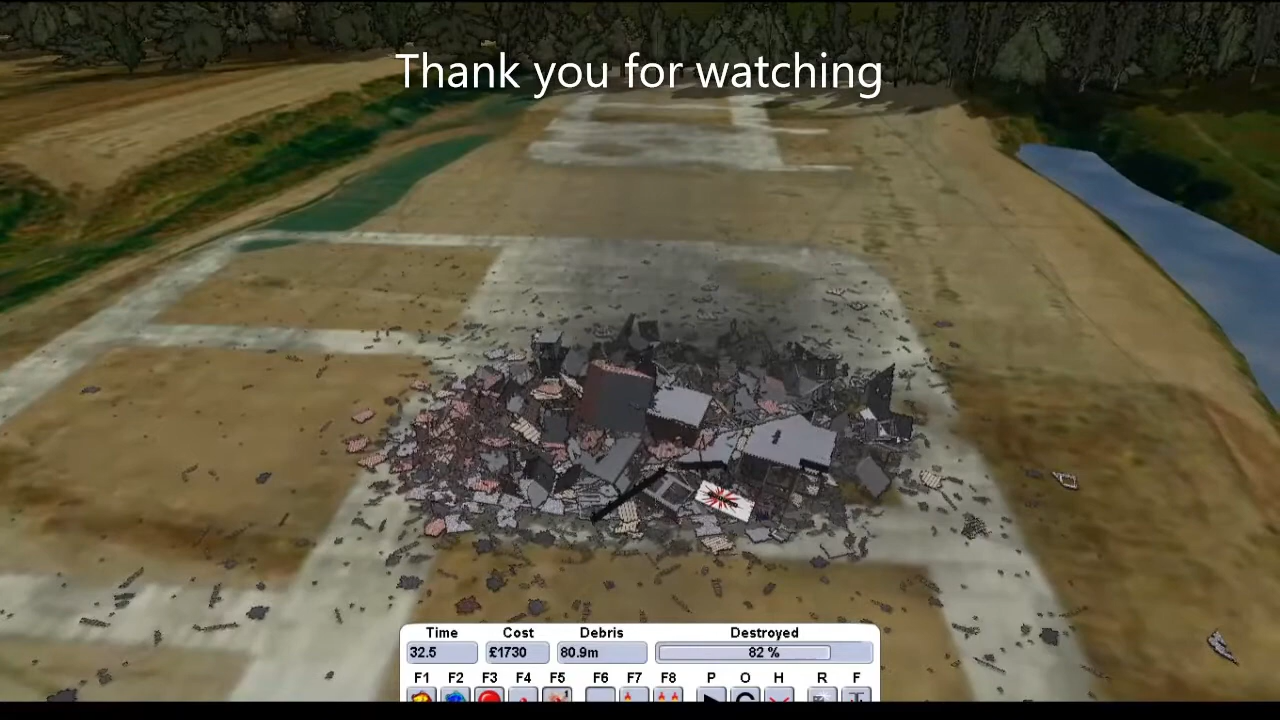 Thank you for watching
Time Cost Debris Destroyed
32.5 £1730 80.9m 82 %
F1 F2 F3 F4 F5 F6 F7 F8 P O H R F